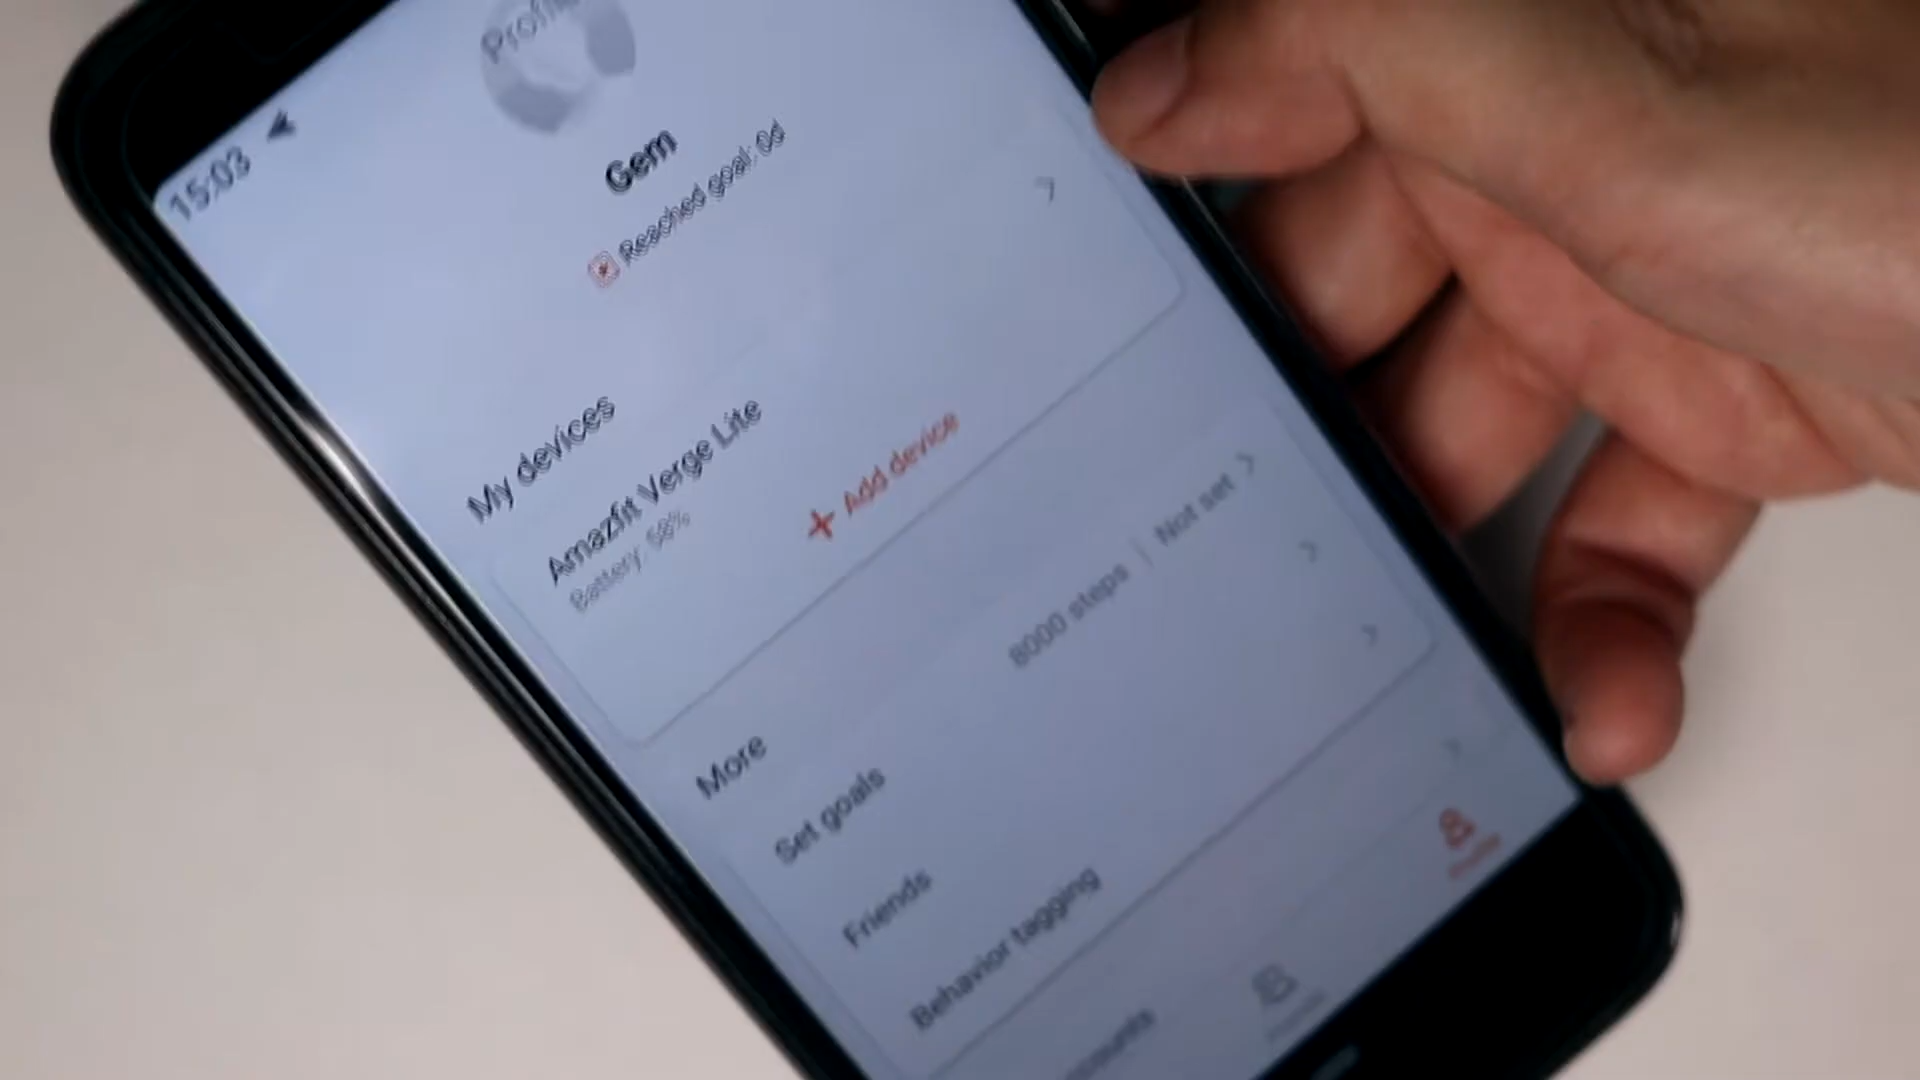 15:03
Profile
Gem
Reached goal: 0d
My devices
Amazfit Verge Lite
Battery: 58%
+ Add device
More
Set goals
8000 steps | Not set
Friends
Behavior tagging